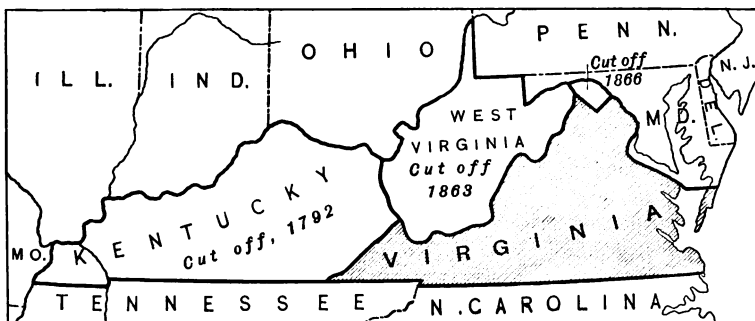 OHIO
PENN.
ILL.
IND.
Cut off
1866
N.J.
DEL.
MD.
WEST
VIRGINIA
Cut off
1863
KENTUCKY
Cut off, 1792
VIRGINIA
MO.
TENNESSEE
N. CAROLINA